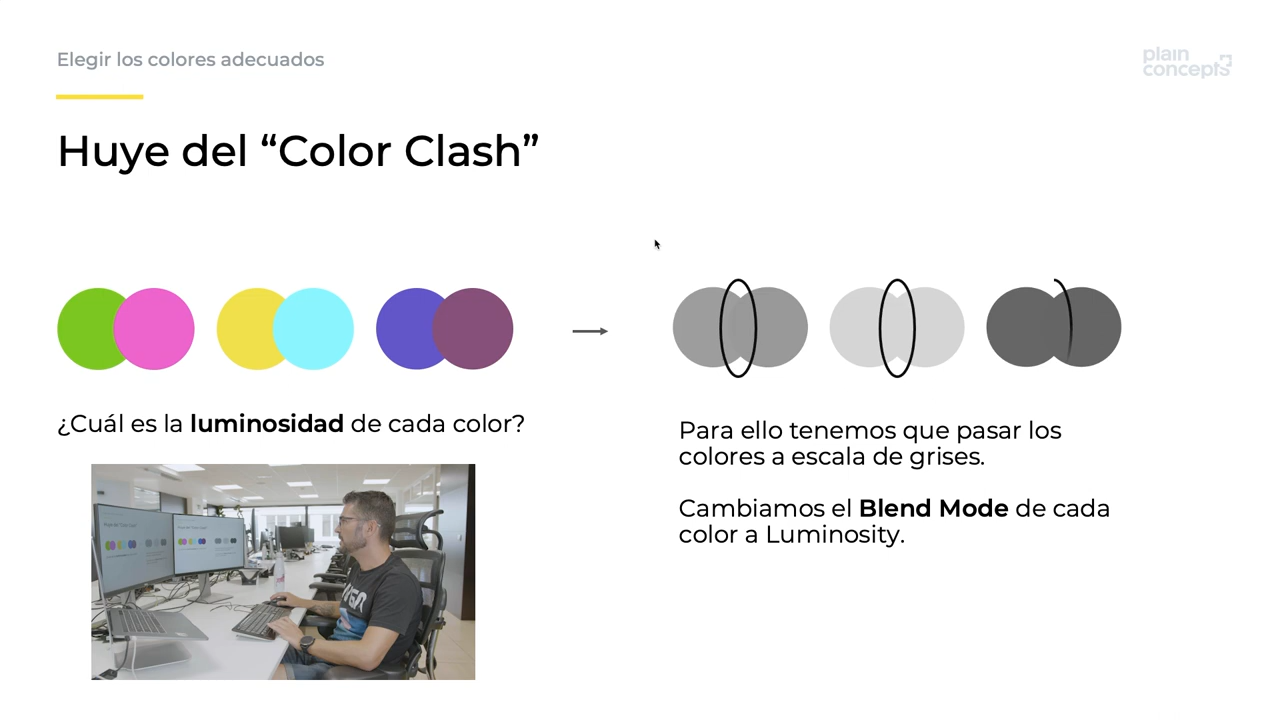 Elegir los colores adecuados
plain
concepts
Huye del “Color Clash”
¿Cuál es la luminosidad de cada color?
Para ello tenemos que pasar los
colores a escala de grises.
Cambiamos el Blend Mode de cada
color a Luminosity.